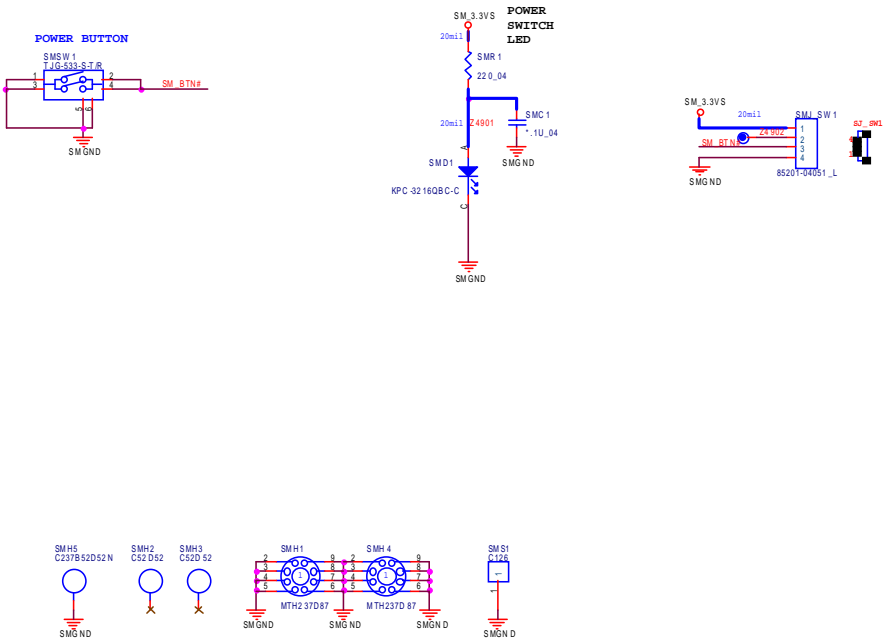 POWER BUTTON
SMSW1
TJG-533-S-T/R
1
3
2
4
5
6
SM_BTN#
SMGND
SM_3.3VS
POWER
SWITCH
LED
20mil
SMR1
220_04
20mil
Z4901
SMC1
*.1U_04
SMGND
A
SMD1
KPC-3216QBC-C
C
SMGND
SM_3.3VS
20mil
SMJ_SW1
Z4902
SM_BTN#
1
2
3
4
SMGND
85201-04051_L
SJ_SW1
4
1
SMH5
C237B52D52N
SMGND
SMH2
C52D52
SMH3
C52D52
SMH1
2
3
4
5
1
9
8
7
6
MTH237D87
SMGND
SMGND
SMH4
2
3
4
5
1
9
8
7
6
MTH237D87
SMGND
SMS1
C126
1
1
SMGND